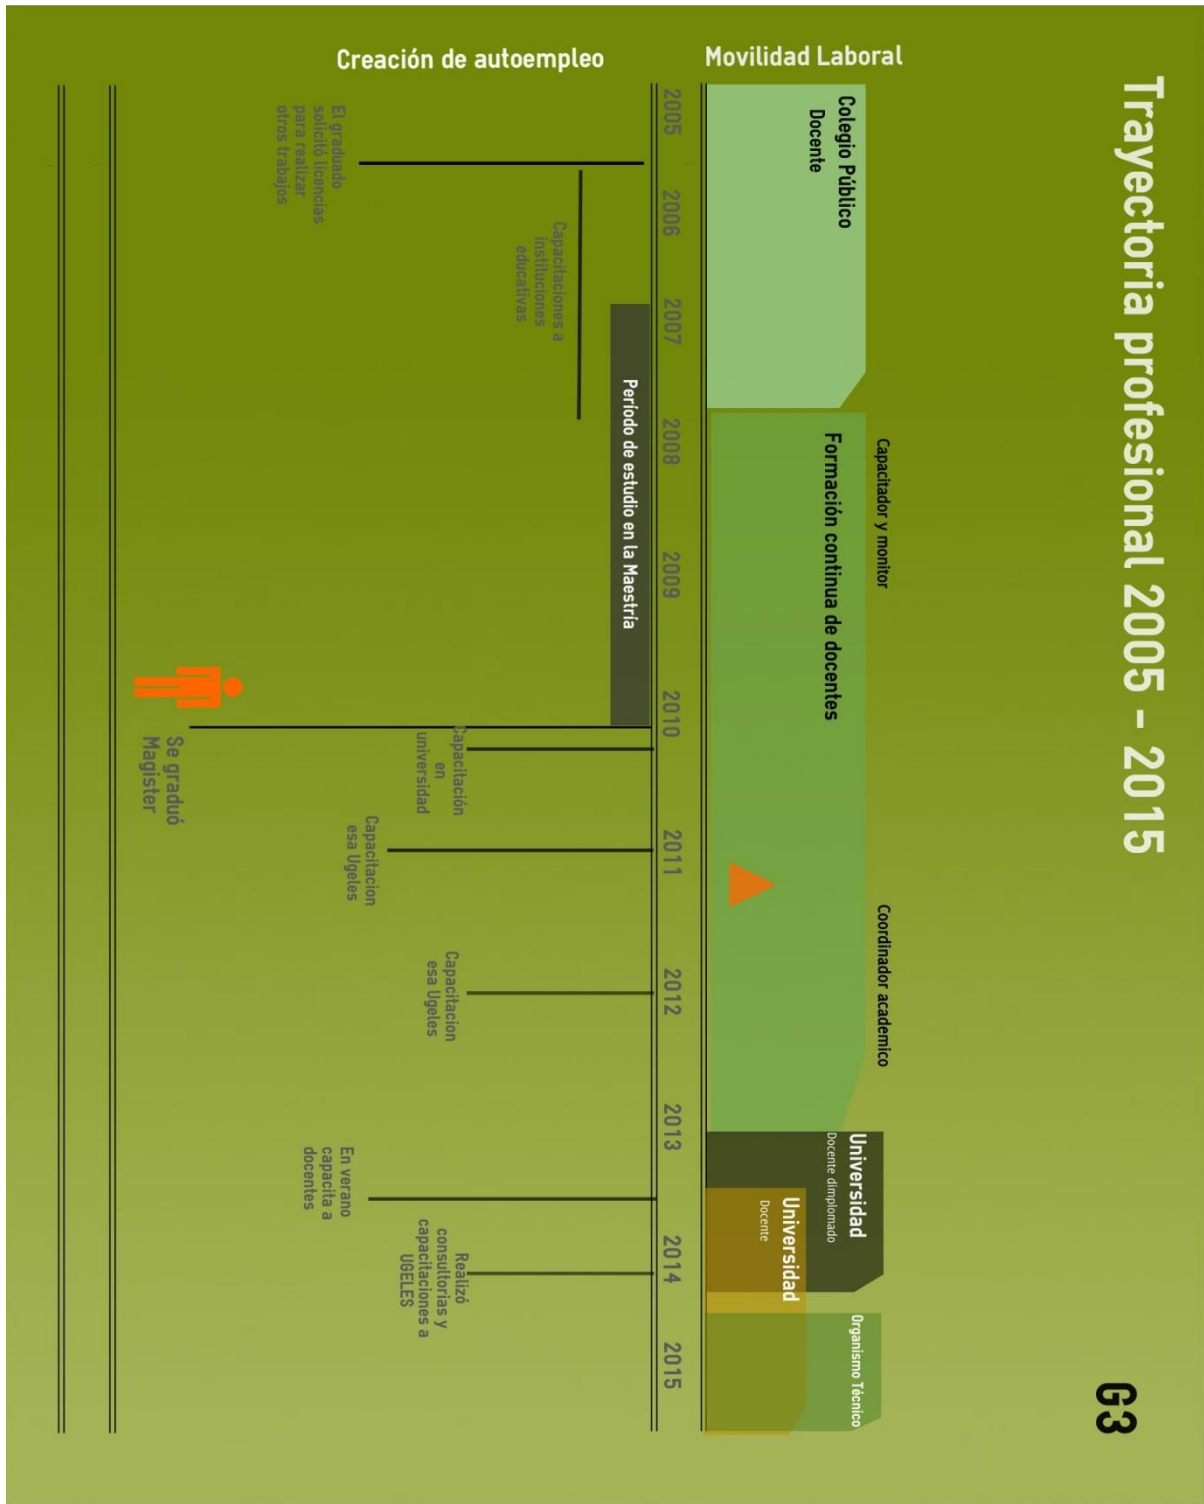 Trayectoria profesional 2005 - 2015
G3
Movilidad Laboral
Colegio Público
Docente
Capacitador y monitor
Formación continua de docentes
Coordinador academico
Universidad
Docente dimplomado
Universidad
Docente
Organismo Técnico
2005
2006
2007
2008
2009
2010
2011
2012
2013
2014
2015
Creación de autoempleo
Período de estudio en la Maestría
Capacitaciones a
instituciones
educativas
El graduado
solicitó licencias
para realizar
otros trabajos
Capacitación
en
universidad
Capacitacion
esa Ugeles
Capacitacion
esa Ugeles
En verano
capacita a
docentes
Realizó
consultorias y
capacitaciones a
UGELES
Se graduó
Magister